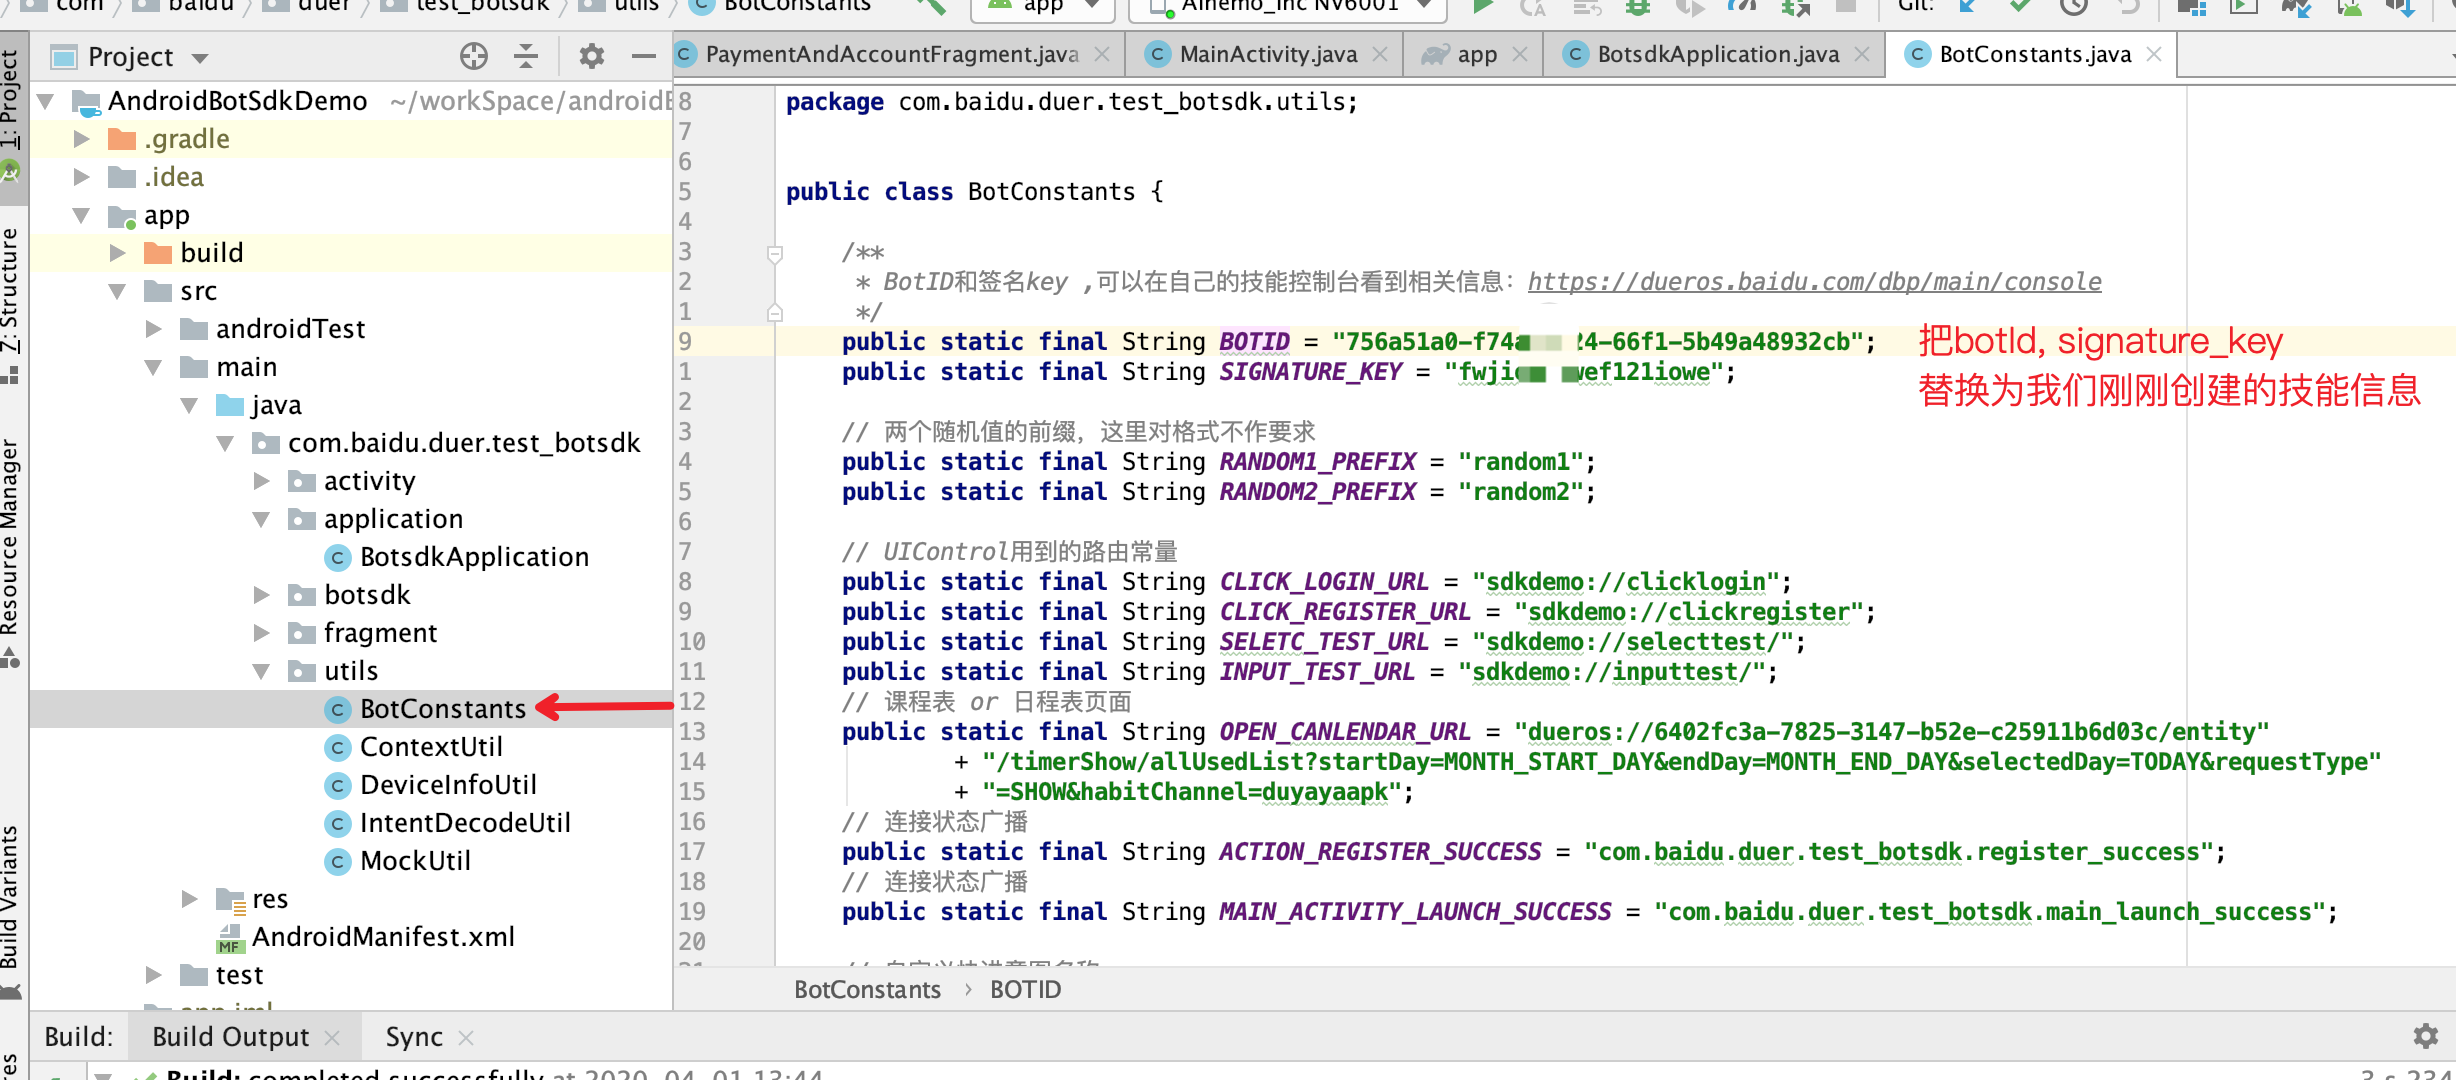 com baidu duer test_botsdk utils BotConstants app Ainemo_Inc NV6001 Git:
Project
PaymentAndAccountFragment.java MainActivity.java app BotsdkApplication.java BotConstants.java
1: Project
Z: Structure
Resource Manager
Build Variants
AndroidBotSdkDemo ~/workSpace/android
.gradle
.idea
app
build
src
androidTest
main
java
com.baidu.duer.test_botsdk
activity
application
BotsdkApplication
botsdk
fragment
utils
BotConstants
ContextUtil
DeviceInfoUtil
IntentDecodeUtil
MockUtil
res
AndroidManifest.xml
test
app.iml
8 package com.baidu.duer.test_botsdk.utils;
7
6
5 public class BotConstants {
4
3 /**
2 * BotID和签名key ,可以在自己的技能控制台看到相关信息: https://dueros.baidu.com/dbp/main/console
1 */
9 public static final String BOTID = "756a51a0-f74a 24-66f1-5b49a48932cb";
1 public static final String SIGNATURE_KEY = "fwji wef121iowe";
2
3 // 两个随机值的前缀, 这里对格式不作要求
4 public static final String RANDOM1_PREFIX = "random1";
5 public static final String RANDOM2_PREFIX = "random2";
6
7 // UIControl用到的路由常量
8 public static final String CLICK_LOGIN_URL = "sdkdemo://clicklogin";
9 public static final String CLICK_REGISTER_URL = "sdkdemo://clickregister";
10 public static final String SELETC_TEST_URL = "sdkdemo://selecttest/";
11 public static final String INPUT_TEST_URL = "sdkdemo://inputtest/";
12 // 课程表 or 日程表页面
13 public static final String OPEN_CANLENDAR_URL = "dueros://6402fc3a-7825-3147-b52e-c25911b6d03c/entity"
14 + "/timerShow/allUsedList?startDay=MONTH_START_DAY&endDay=MONTH_END_DAY&selectedDay=TODAY&requestType"
15 + "=SHOW&habitChannel=duyayaapk";
16 // 连接状态广播
17 public static final String ACTION_REGISTER_SUCCESS = "com.baidu.duer.test_botsdk.register_success";
18 // 连接状态广播
19 public static final String MAIN_ACTIVITY_LAUNCH_SUCCESS = "com.baidu.duer.test_botsdk.main_launch_success";
20
把botId, signature_key
替换为我们刚刚创建的技能信息
BotConstants › BOTID
Build: Build Output Sync
Build: completed successfully at 2020-04-01 13:44